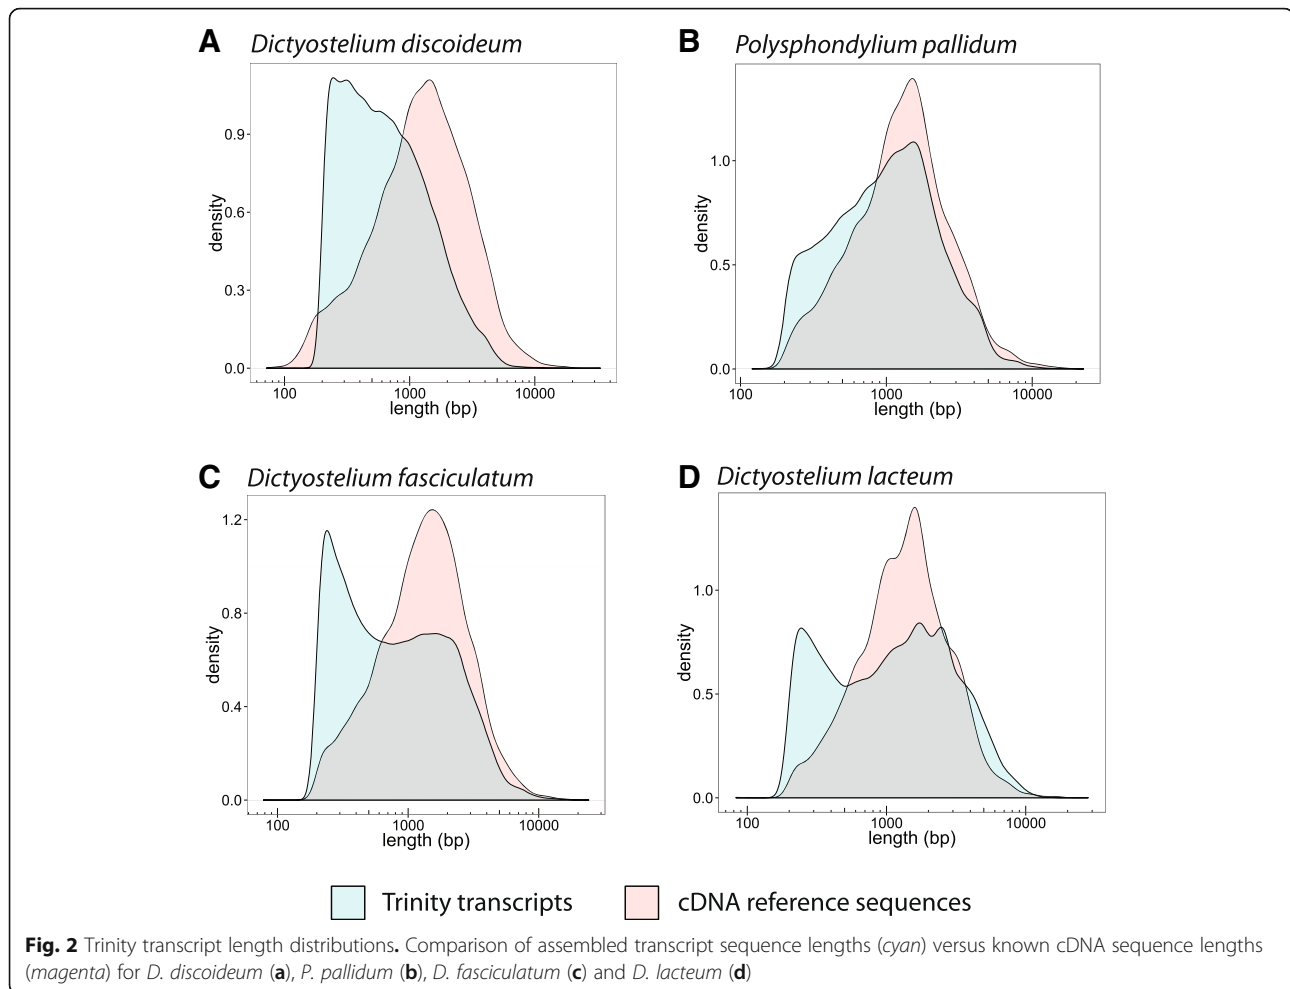 A Dictyostelium discoideum
density
0.9
0.6
0.3
0.0
100 1000 10000
length (bp)
B Polysphondylium pallidum
density
1.0
0.5
0.0
100 1000 10000
length (bp)
C Dictyostelium fasciculatum
density
1.2
0.8
0.4
0.0
100 1000 10000
length (bp)
D Dictyostelium lacteum
density
1.0
0.5
0.0
100 1000 10000
length (bp)
Trinity transcripts cDNA reference sequences
Fig. 2 Trinity transcript length distributions. Comparison of assembled transcript sequence lengths (cyan) versus known cDNA sequence lengths
(magenta) for D. discoideum (a), P. pallidum (b), D. fasciculatum (c) and D. lacteum (d)